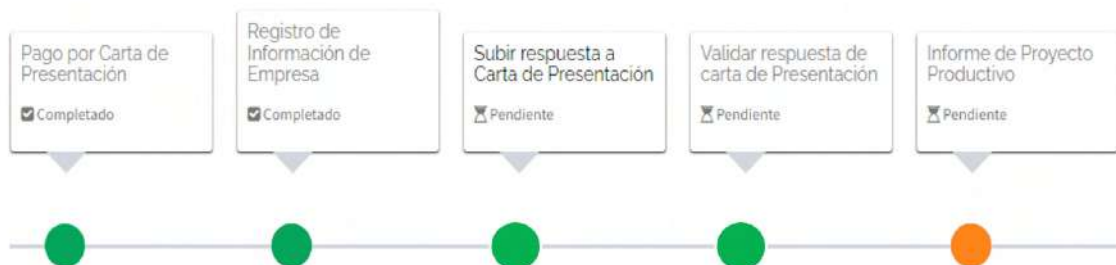 Pago por Carta de
Presentación
Completado
Registro de
Información de
Empresa
Completado
Subir respuesta a
Carta de Presentación
Pendiente
Validar respuesta de
carta de Presentación
Pendiente
Informe de Proyecto
Productivo
Pendiente